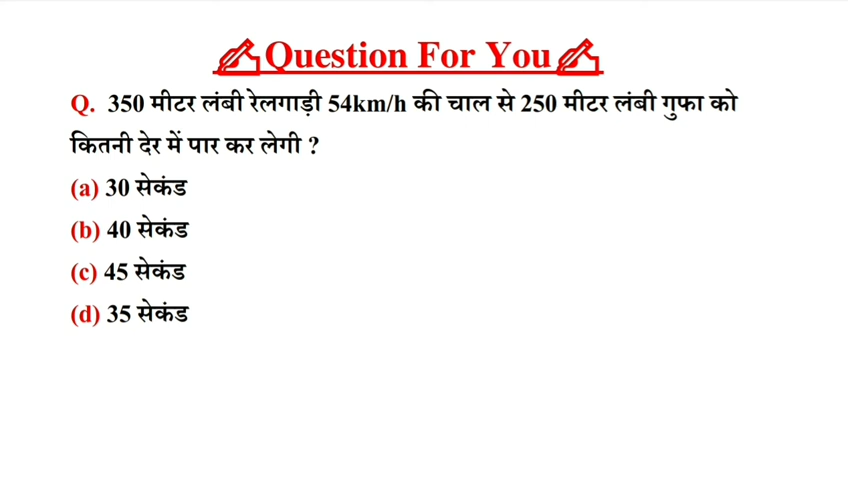 Question For You
Q. 350 मीटर लंबी रेलगाड़ी 54km/h की चाल से 250 मीटर लंबी गुफा को
कितनी देर में पार कर लेगी ?
(a) 30 सेकंड
(b) 40 सेकंड
(c) 45 सेकंड
(d) 35 सेकंड